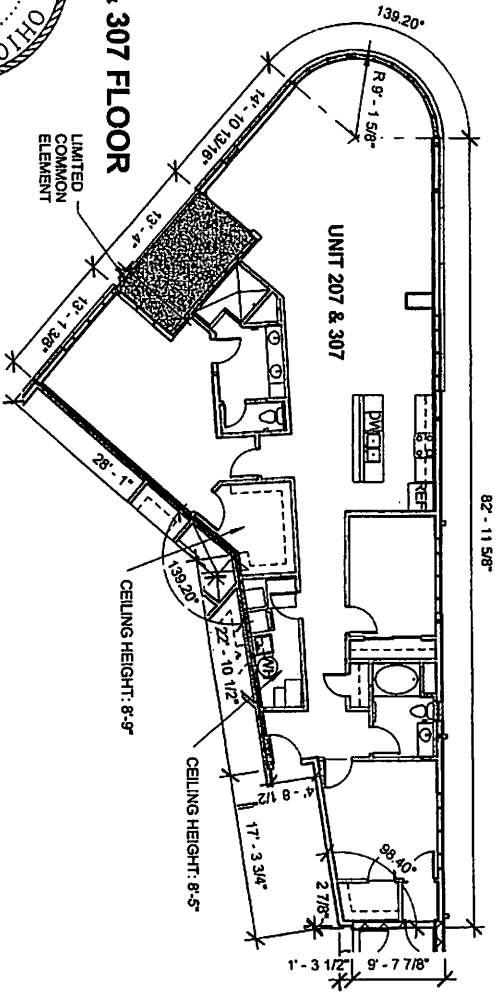 139.20°
R 9' - 1 5/8"
82' - 11 5/8"
14' - 10 13/16"
307 FLOOR
OHIO
LIMITED
COMMON
ELEMENT
13' - 4"
13' - 1 3/8"
UNIT 207 & 307
DW
REF
28' - 1"
139.20°
22' - 10 1/2"
WH
CEILING HEIGHT: 8'-9"
CEILING HEIGHT: 8'-5"
4' - 8 1/2
17' - 3 3/4"
98.40°
2 7/8"
1' - 3 1/2"
9' - 7 7/8"